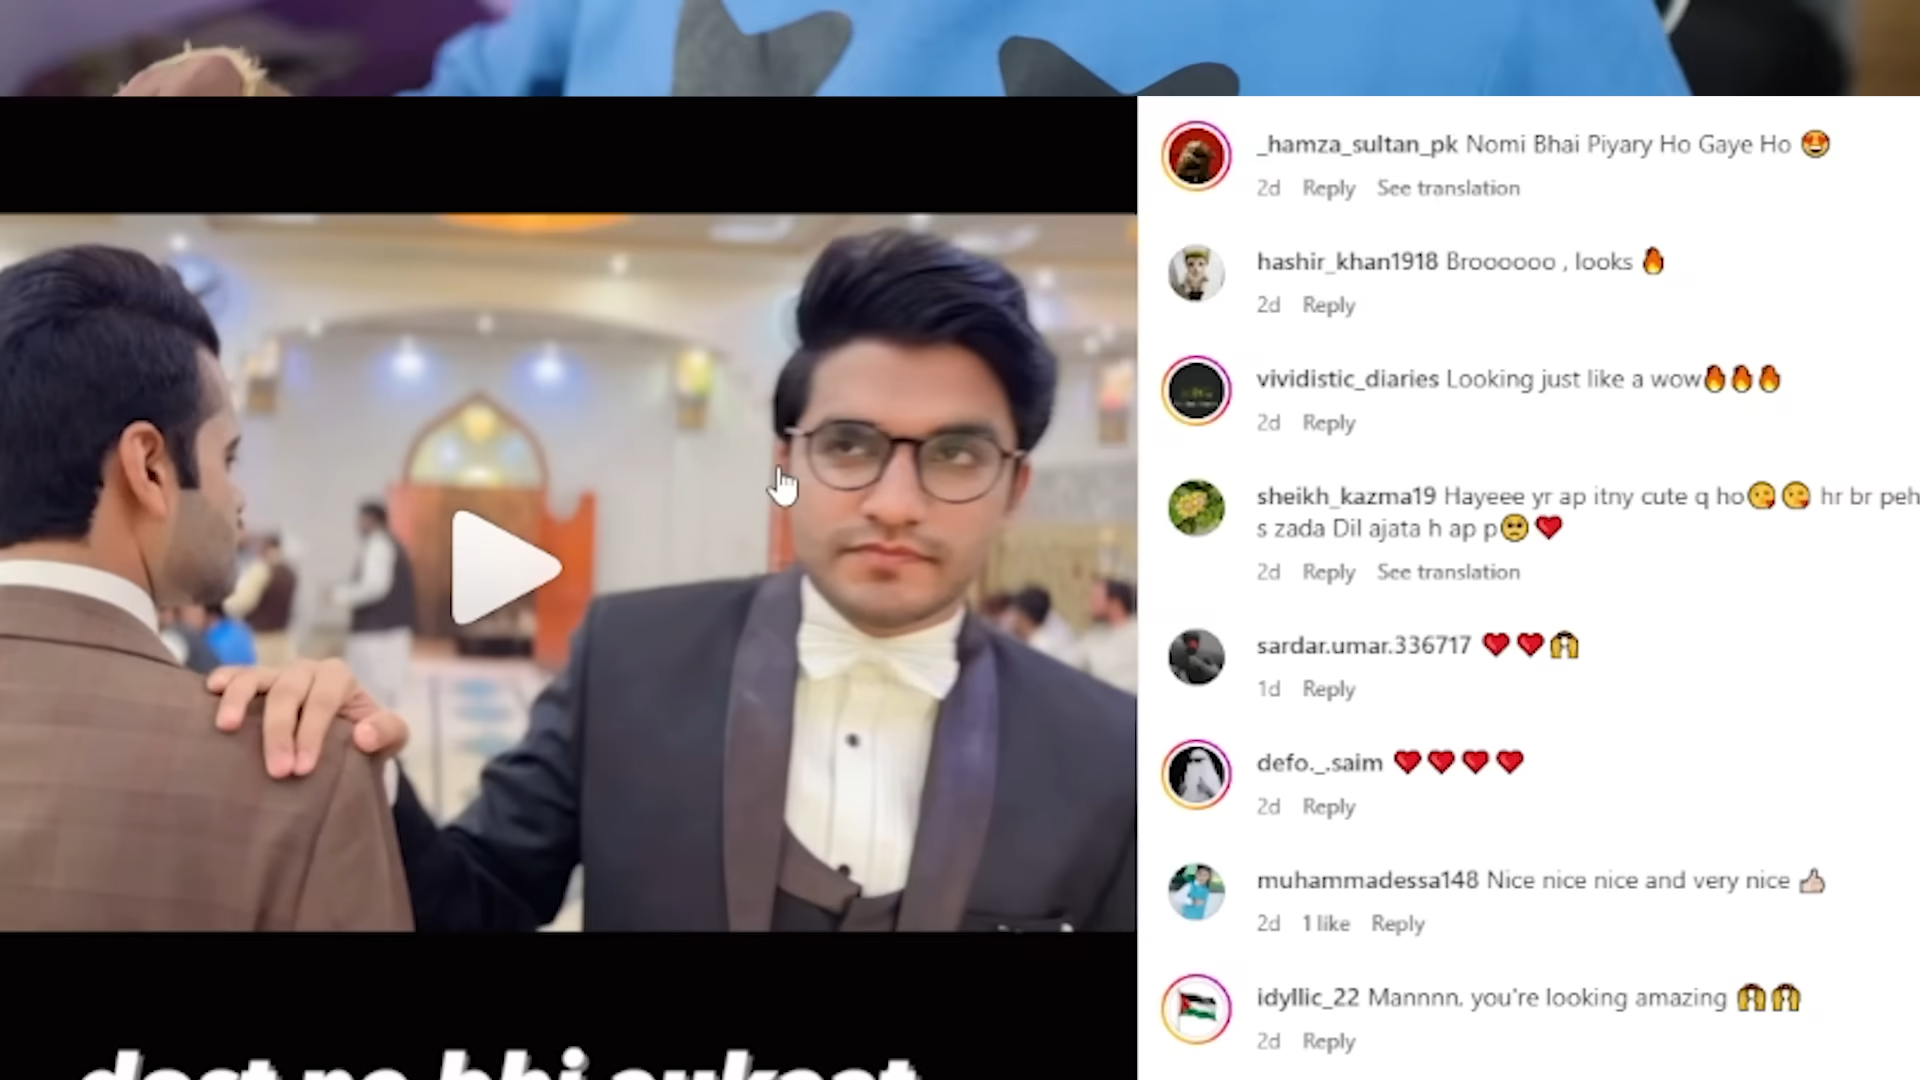 _hamza_sultan_pk Nomi Bhai Piyary Ho Gaye Ho 😍
2d Reply See translation
hashir_khan1918 Broooooo , looks 🔥
2d Reply
vividistic_diaries Looking just like a wow🔥🔥🔥
2d Reply
sheikh_kazma19 Hayeee yr ap itny cute q ho😘😘 hr br peh
s zada Dil ajata h ap p🥺❤️
2d Reply See translation
sardar.umar.336717 ❤️❤️🙌
1d Reply
defo._.saim ❤️❤️❤️❤️
2d Reply
muhammadessa148 Nice nice nice and very nice 👍🏻
2d 1 like Reply
idyllic_22 Mannnn, you're looking amazing 🙌🙌
2d Reply
dost ne bhi